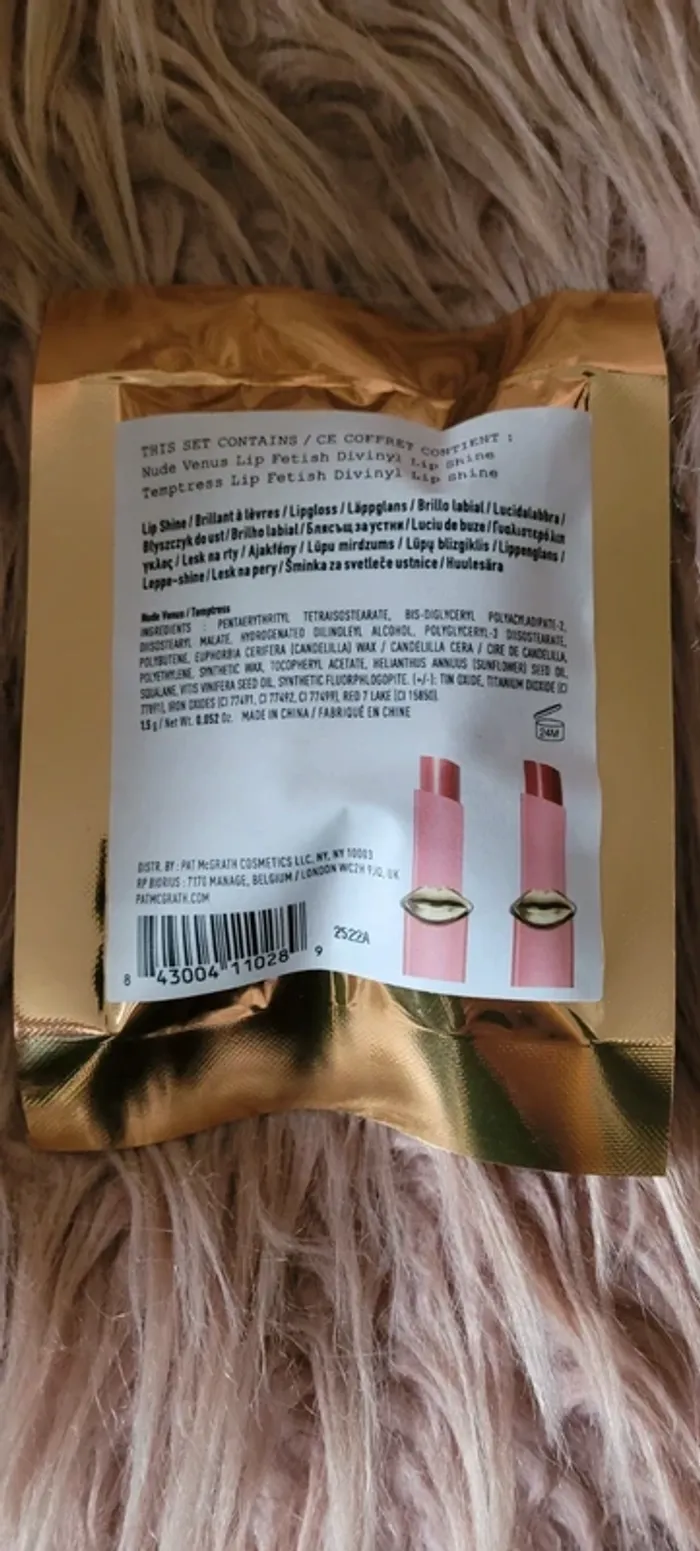 THIS SET CONTAINS / CE COFFRET CONTIENT :
Nude Venus Lip Fetish Divinyl Lip Shine
Temptress Lip Fetish Divinyl Lip Shine
Lip Shine / Brillant à lèvres / Lipgloss / Läppglans / Brillo labial / Lucidalabbra /
Błyszczyk do ust / Brilho labial / Блясъщ за устни / Luciu de buze / Γυαλιστερό λιπ
γκλος / Lesk na rty / Ajakfény / Lūpu mirdzums / Lūpų blizgiklis / Lippenglans /
Leppe-shine / Lesk na pery / Šminka za svetleče ustnice / Huulesära
Nude Venus / Temptress
INGREDIENTS : PENTAERYTHRITYL TETRAISOSTEARATE, BIS-DIGLYCERYL POLYACYLADIPATE-2,
DIISOSTEARYL MALATE, HYDROGENATED DILINOLEYL ALCOHOL, POLYGLYCERYL-3 DIISOSTEARATE,
POLYBUTENE, EUPHORBIA CERIFERA (CANDELILLA) WAX / CANDELILLA CERA / CIRE DE CANDELILLA,
POLYETHYLENE, SYNTHETIC WAX, TOCOPHERYL ACETATE, HELIANTHUS ANNUUS (SUNFLOWER) SEED OIL,
SQUALANE, VITIS VINIFERA SEED OIL, SYNTHETIC FLUORPHLOGOPITE. (+/-): TIN OXIDE, TITANIUM DIOXIDE (CI
77891), IRON OXIDES (CI 77491, CI 77492, CI 77499), RED 7 LAKE (CI 15850).
1.5 g / Net Wt. 0.052 Oz. MADE IN CHINA / FABRIQUÉ EN CHINE
24M
DISTR. BY : PAT McGRATH COSMETICS LLC, NY, NY 10003
RP BIORIUS : 7170 MANAGE, BELGIUM / LONDON WC2H 9JQ, UK
PATMCGRATH.COM
2522A
8 43004 11028 9